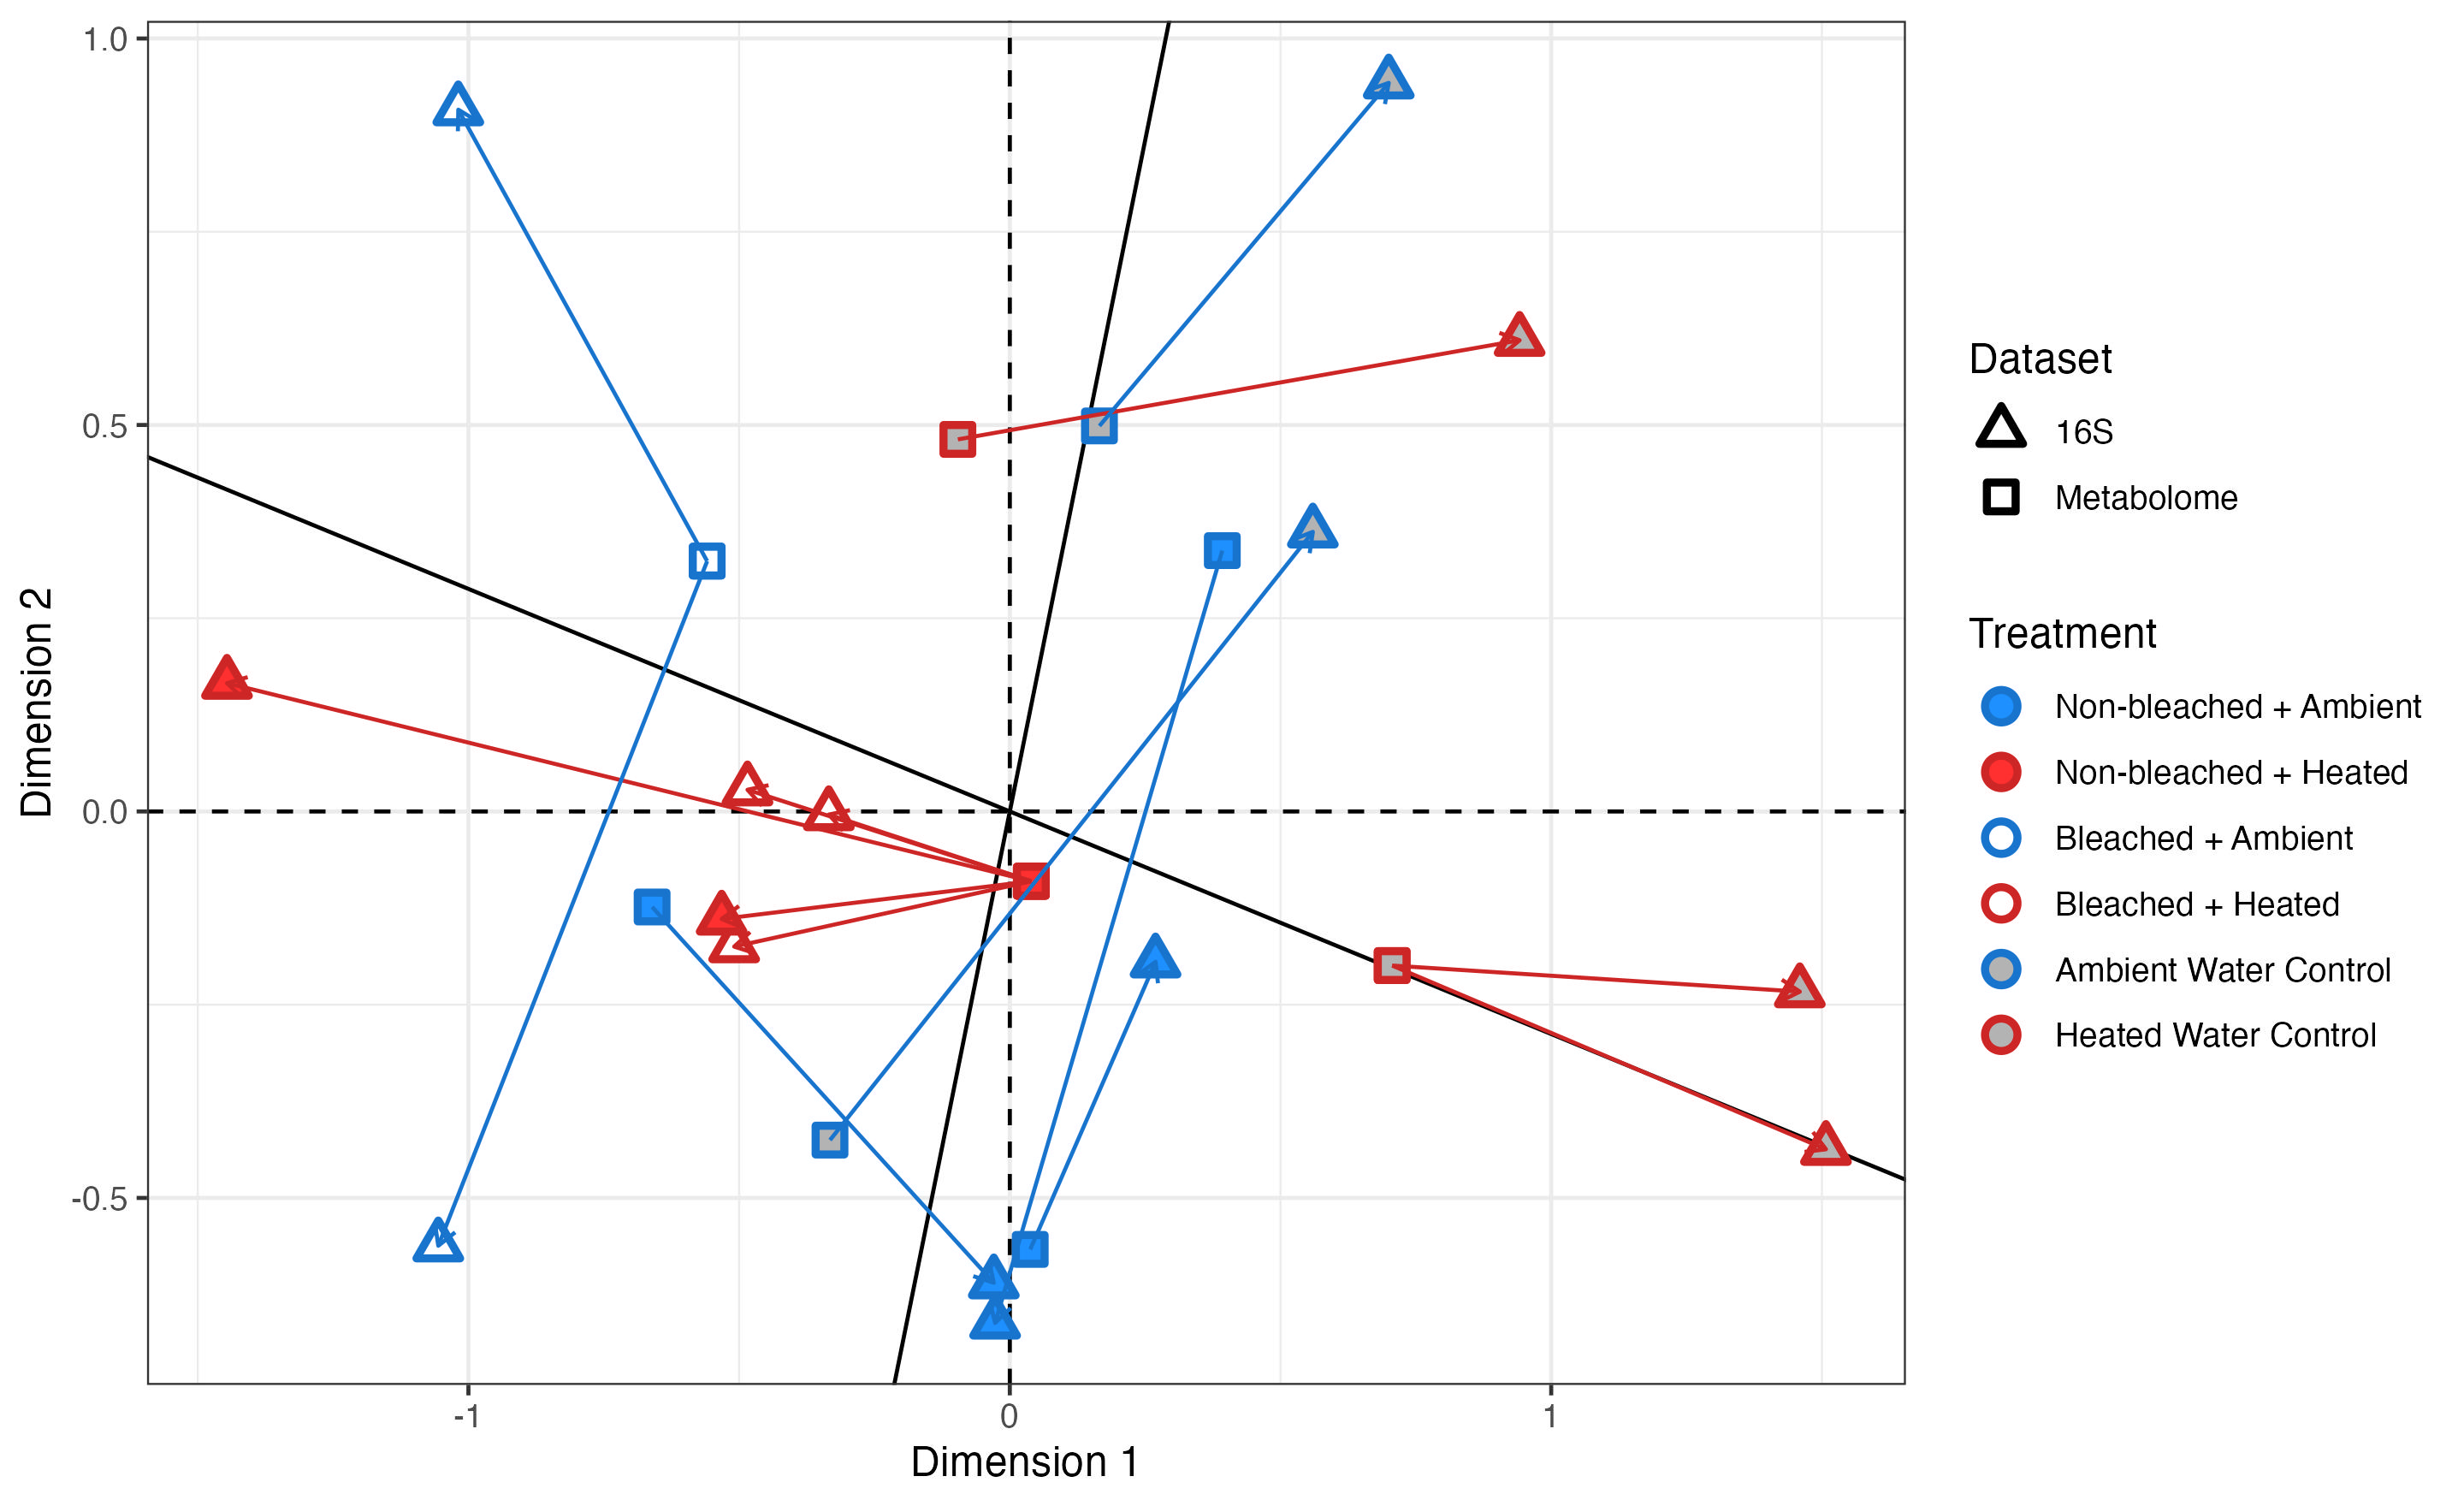 1.0
0.5
0.0
-0.5
Dimension 2
-1
0
1
Dimension 1
Dataset
16S
Metabolome
Treatment
Non-bleached + Ambient
Non-bleached + Heated
Bleached + Ambient
Bleached + Heated
Ambient Water Control
Heated Water Control